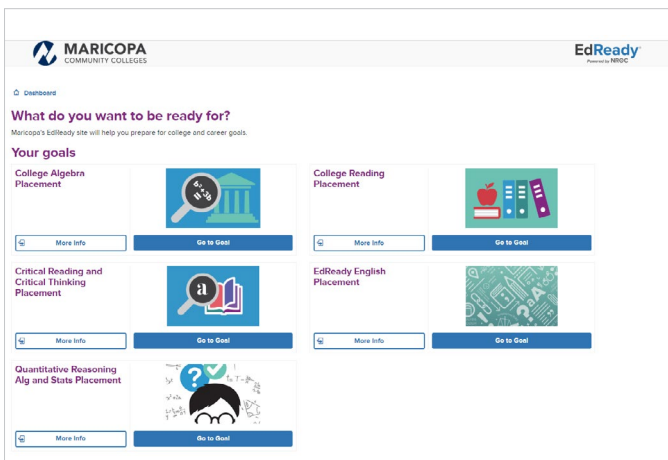 MARICOPA
COMMUNITY COLLEGES
EdReady
Powered by NROC
Dashboard
What do you want to be ready for?
Maricopa's EdReady site will help you prepare for college and career goals.
Your goals
College Algebra
Placement
b²+3b
=
More Info
Go to Goal
College Reading
Placement
More Info
Go to Goal
Critical Reading and
Critical Thinking
Placement
a
More Info
Go to Goal
EdReady English
Placement
More Info
Go to Goal
Quantitative Reasoning
Alg and Stats Placement
?
More Info
Go to Goal